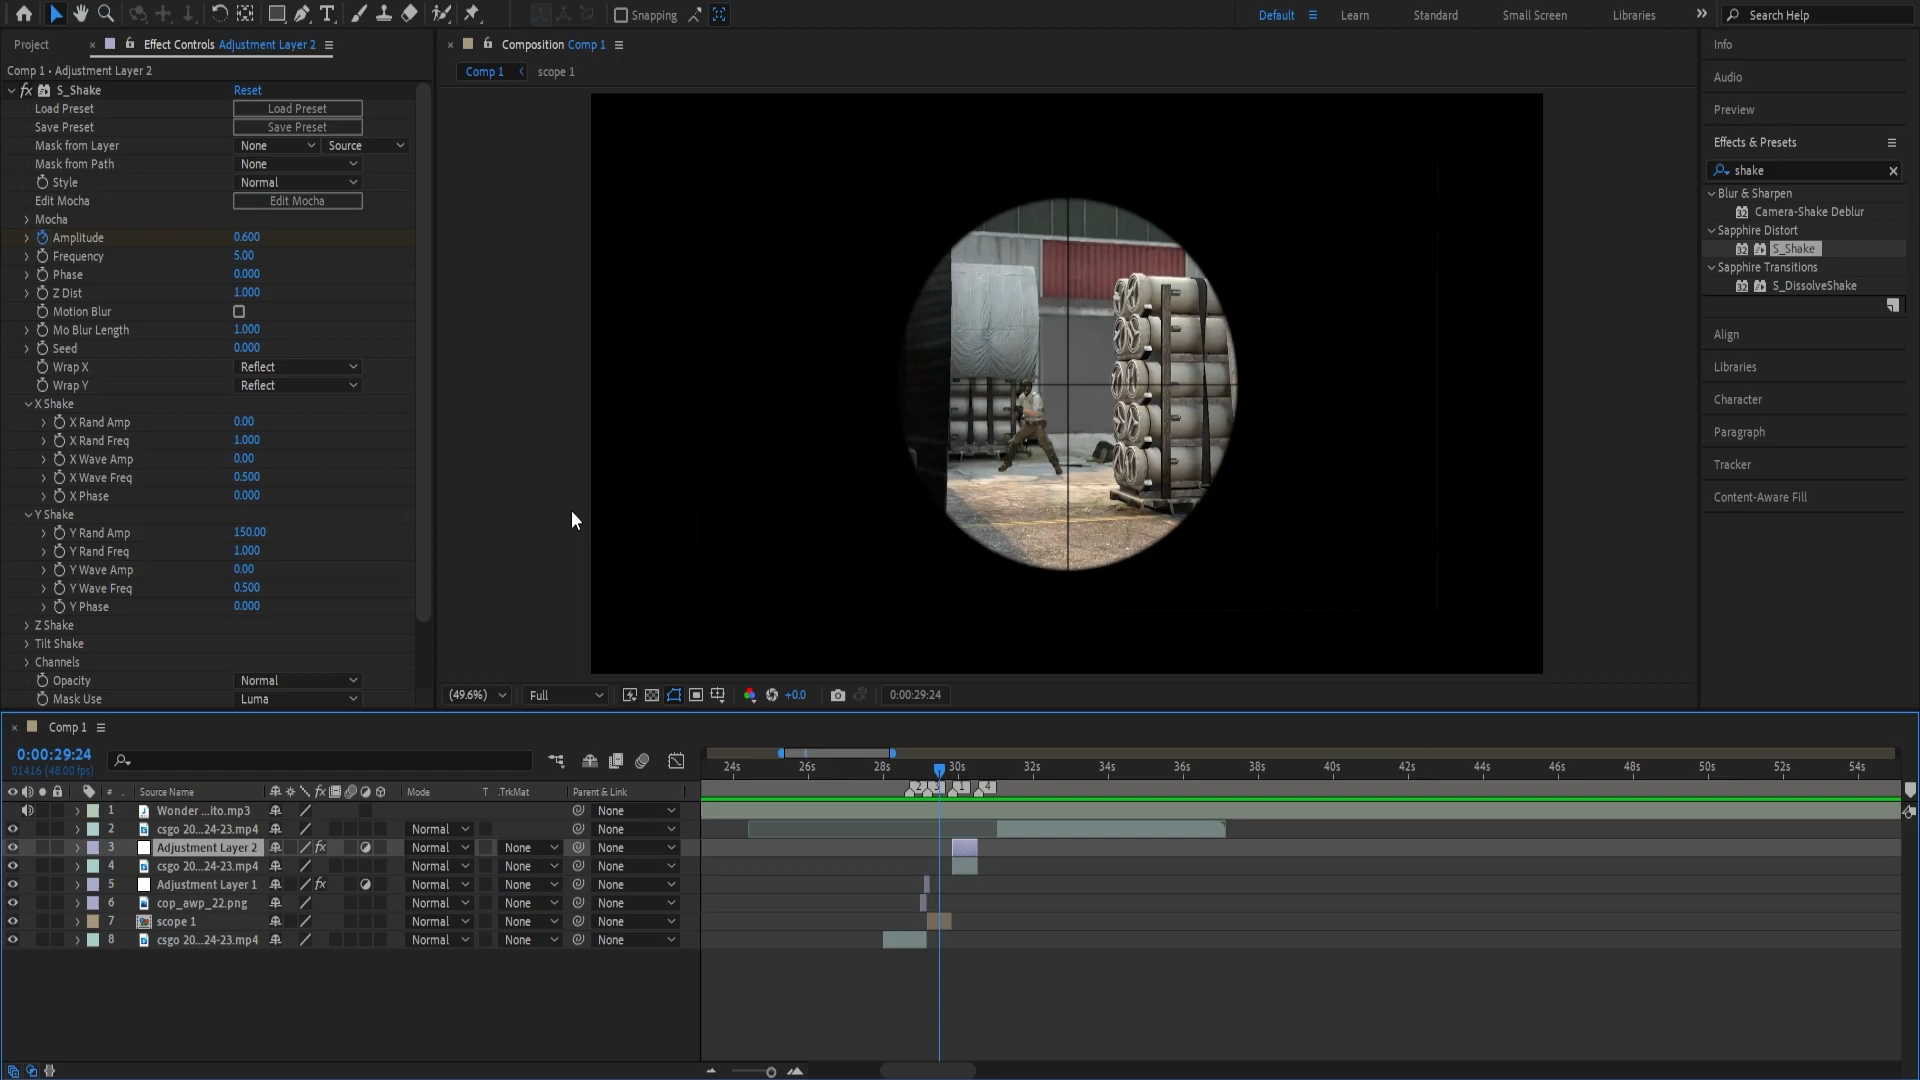 Snapping
Default
Learn
Standard
Small Screen
Libraries
Search Help
Project
Effect Controls Adjustment Layer 2
Comp 1 • Adjustment Layer 2
fx S_Shake Reset
Load Preset Load Preset
Save Preset Save Preset
Mask from Layer None Source
Mask from Path None
Style Normal
Edit Mocha Edit Mocha
Mocha
Amplitude 0.600
Frequency 5.00
Phase 0.000
Z Dist 1.000
Motion Blur
Mo Blur Length 1.000
Seed 0.000
Wrap X Reflect
Wrap Y Reflect
X Shake
X Rand Amp 0.00
X Rand Freq 1.000
X Wave Amp 0.00
X Wave Freq 0.500
X Phase 0.000
Y Shake
Y Rand Amp 150.00
Y Rand Freq 1.000
Y Wave Amp 0.00
Y Wave Freq 0.500
Y Phase 0.000
Z Shake
Tilt Shake
Channels
Opacity Normal
Mask Use Luma
Composition Comp 1
Comp 1 scope 1
(49.6%) Full +0.0 0:00:29:24
Info
Audio
Preview
Effects & Presets
shake
Blur & Sharpen
Camera-Shake Deblur
Sapphire Distort
S_Shake
Sapphire Transitions
S_DissolveShake
Align
Libraries
Character
Paragraph
Tracker
Content-Aware Fill
Comp 1
0:00:29:24
01416 (48.00 fps)
24s 26s 28s 30s 32s 34s 36s 38s 40s 42s 44s 46s 48s 50s 52s 54s
# Source Name fx Mode T .TrkMat Parent & Link
2 3 1 4
1 Wonder ...ito.mp3 None
2 csgo 20...24-23.mp4 Normal None
3 Adjustment Layer 2 fx Normal None None
4 csgo 20...24-23.mp4 Normal None None
5 Adjustment Layer 1 fx Normal None None
6 cop_awp_22.png Normal None None
7 scope 1 Normal None None
8 csgo 20...24-23.mp4 Normal None None